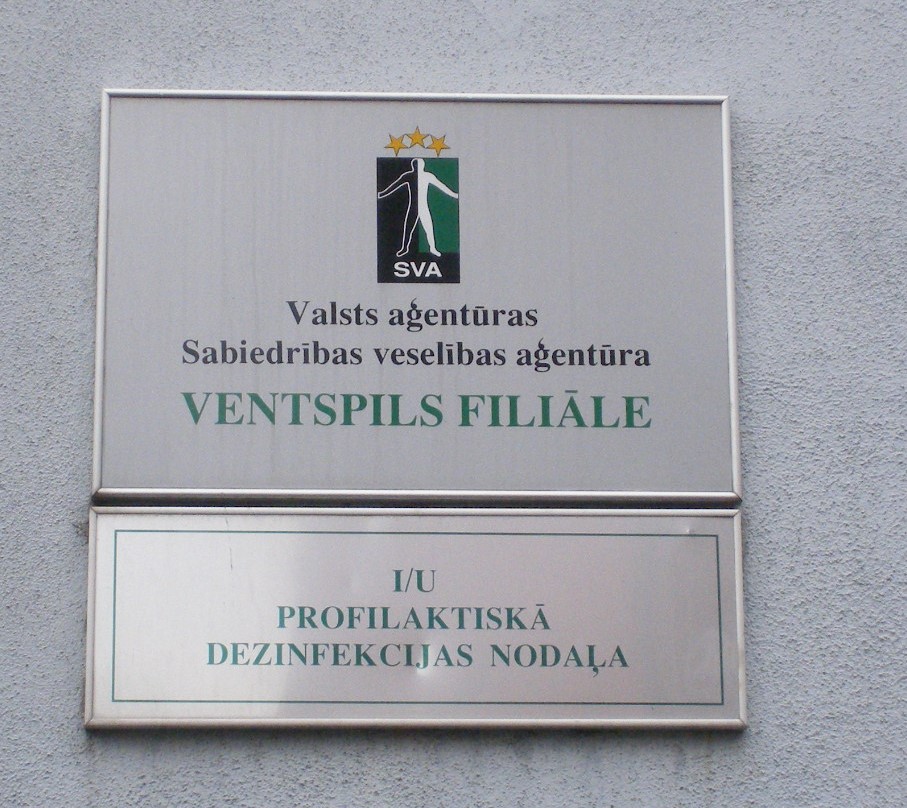 SVA
Valsts aģentūras
Sabiedrības veselības aģentūra
VENTSPILS FILIĀLE
I/U
PROFILAKTISKĀ
DEZINFEKCIJAS NODAĻA